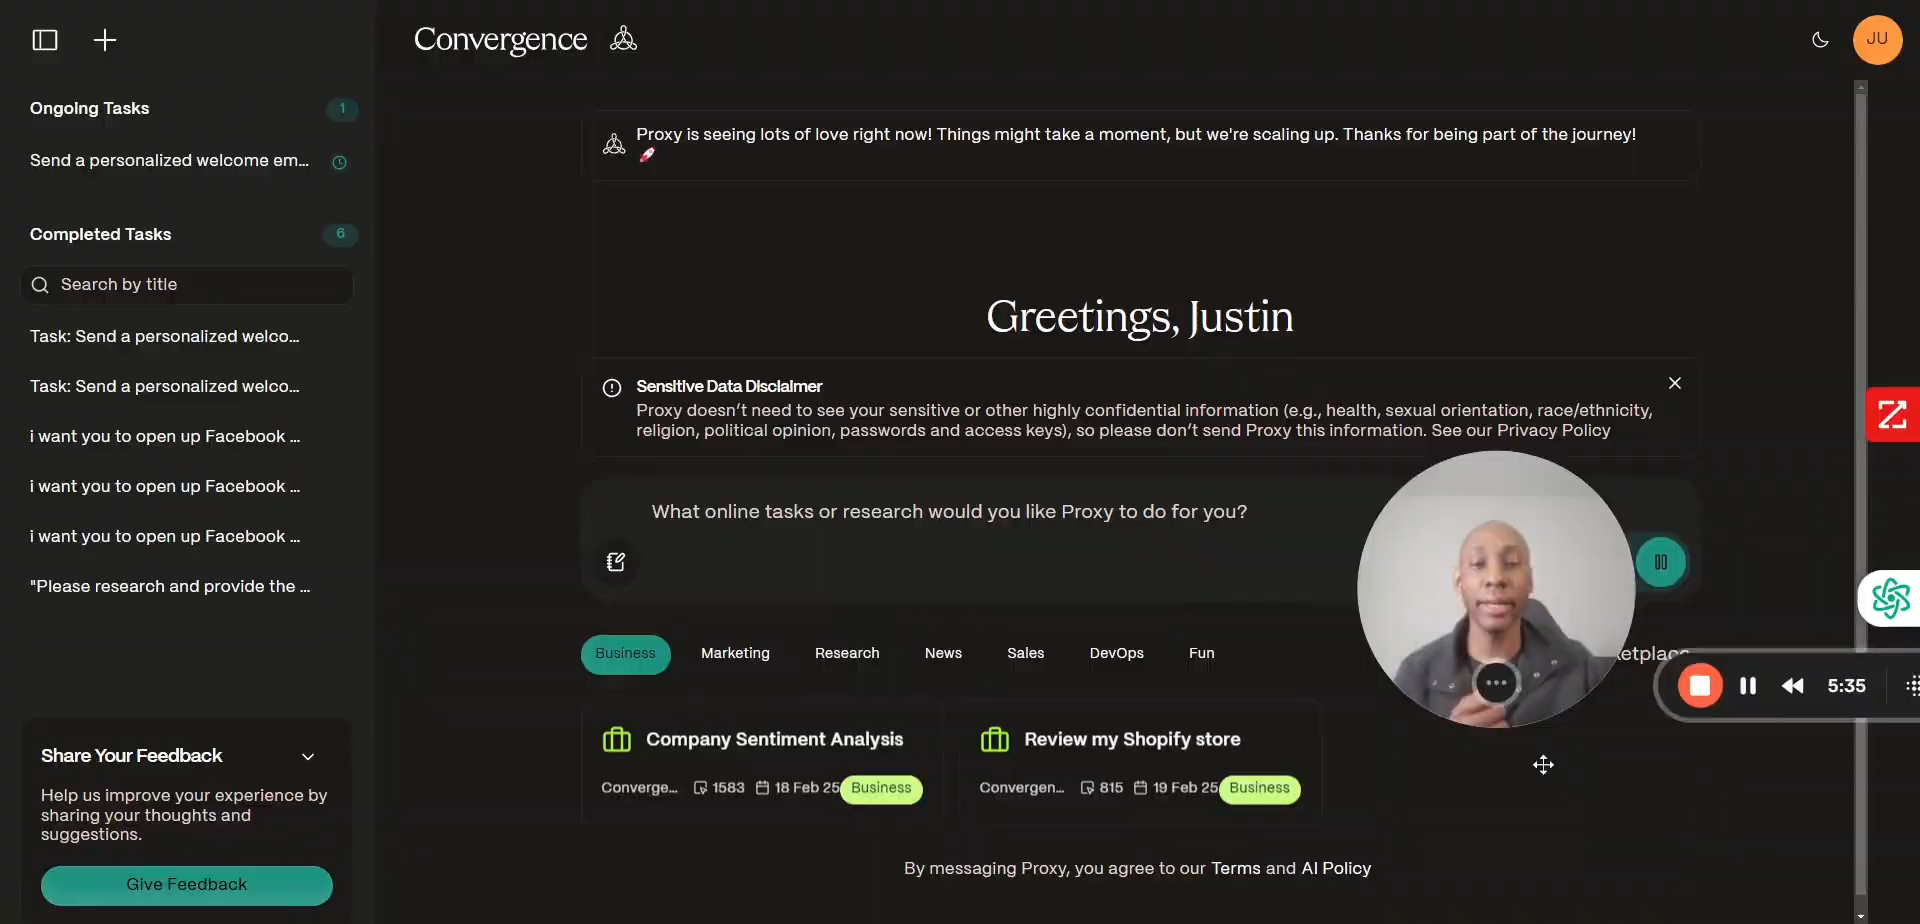 Convergence
JU
Ongoing Tasks
1
Send a personalized welcome em...
Completed Tasks
6
Search by title
Task: Send a personalized welco...
Task: Send a personalized welco...
i want you to open up Facebook ...
i want you to open up Facebook ...
i want you to open up Facebook ...
"Please research and provide the ...
Share Your Feedback
Help us improve your experience by
sharing your thoughts and
suggestions.
Give Feedback
Proxy is seeing lots of love right now! Things might take a moment, but we're scaling up. Thanks for being part of the journey!
🚀
Greetings, Justin
Sensitive Data Disclaimer
Proxy doesn’t need to see your sensitive or other highly confidential information (e.g., health, sexual orientation, race/ethnicity,
religion, political opinion, passwords and access keys), so please don’t send Proxy this information. See our Privacy Policy
What online tasks or research would you like Proxy to do for you?
Business Marketing Research News Sales DevOps Fun
etplace
5:35
Company Sentiment Analysis
Converge... 1583 18 Feb 25 Business
Review my Shopify store
Convergen... 815 19 Feb 25 Business
By messaging Proxy, you agree to our Terms and AI Policy